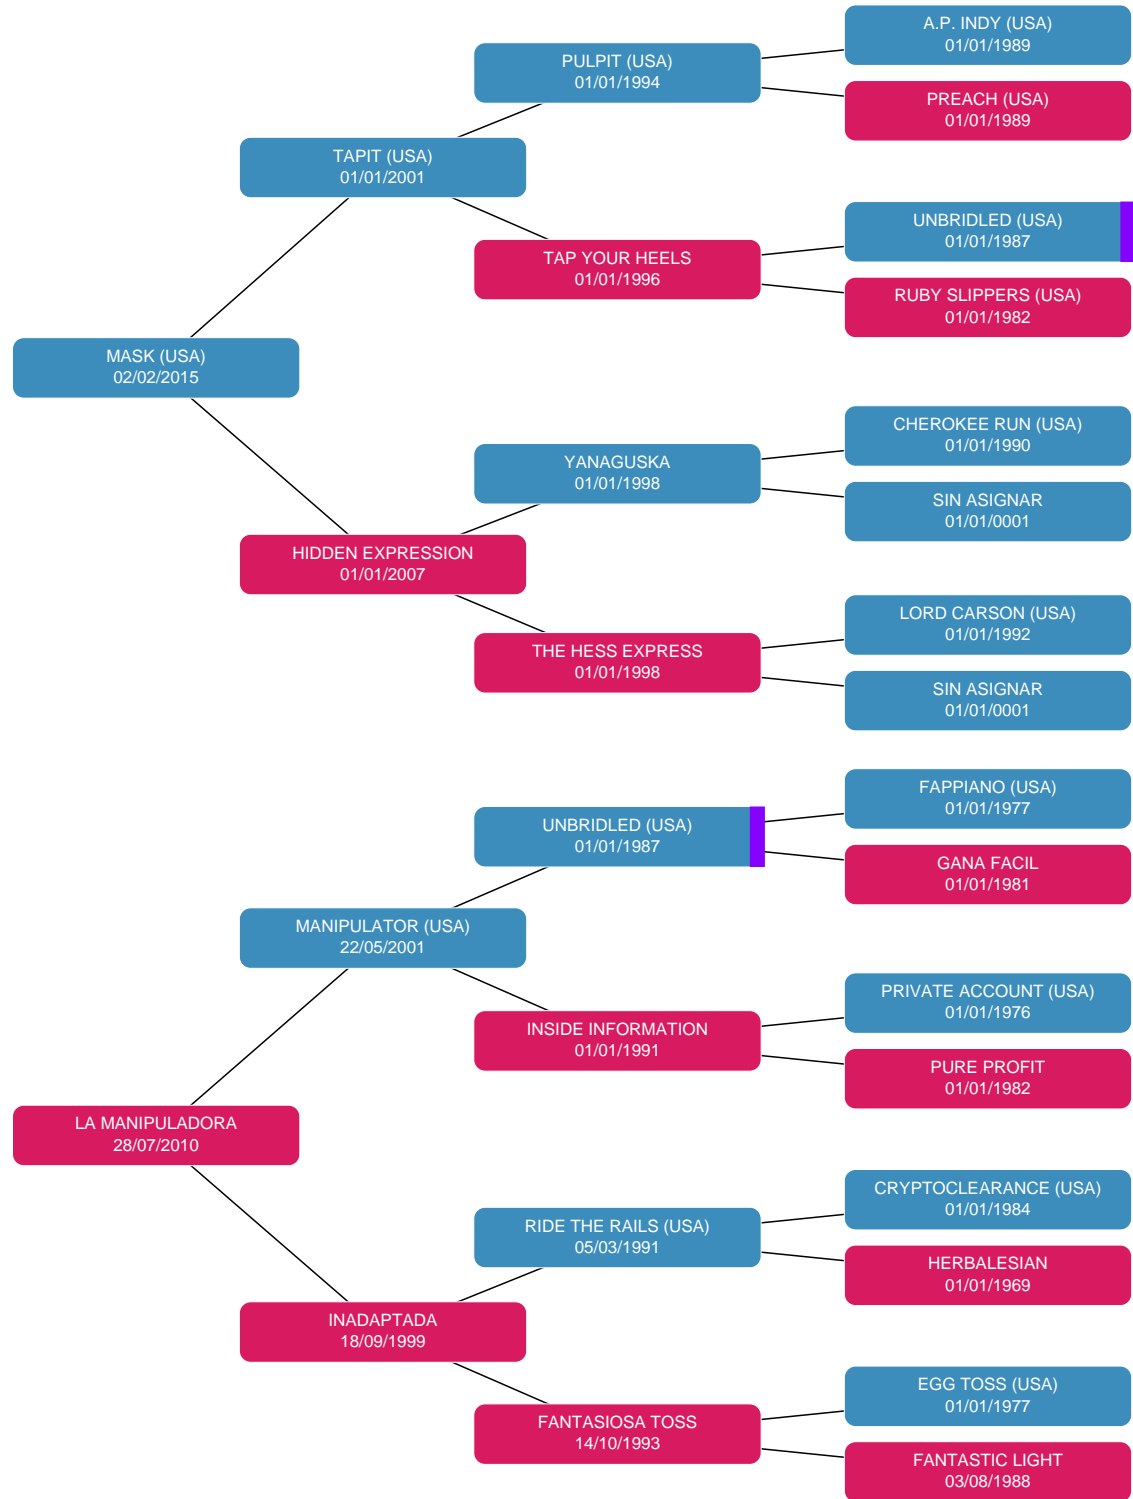 A.P. INDY (USA)
01/01/1989
PULPIT (USA)
01/01/1994
PREACH (USA)
01/01/1989
TAPIT (USA)
01/01/2001
UNBRIDLED (USA)
01/01/1987
TAP YOUR HEELS
01/01/1996
RUBY SLIPPERS (USA)
01/01/1982
MASK (USA)
02/02/2015
CHEROKEE RUN (USA)
01/01/1990
YANAGUSKA
01/01/1998
SIN ASIGNAR
01/01/0001
HIDDEN EXPRESSION
01/01/2007
LORD CARSON (USA)
01/01/1992
THE HESS EXPRESS
01/01/1998
SIN ASIGNAR
01/01/0001
FAPPIANO (USA)
01/01/1977
UNBRIDLED (USA)
01/01/1987
GANA FACIL
01/01/1981
MANIPULATOR (USA)
22/05/2001
PRIVATE ACCOUNT (USA)
01/01/1976
INSIDE INFORMATION
01/01/1991
PURE PROFIT
01/01/1982
LA MANIPULADORA
28/07/2010
CRYPTOCLEARANCE (USA)
01/01/1984
RIDE THE RAILS (USA)
05/03/1991
HERBALESIAN
01/01/1969
INADAPTADA
18/09/1999
EGG TOSS (USA)
01/01/1977
FANTASIOSA TOSS
14/10/1993
FANTASTIC LIGHT
03/08/1988